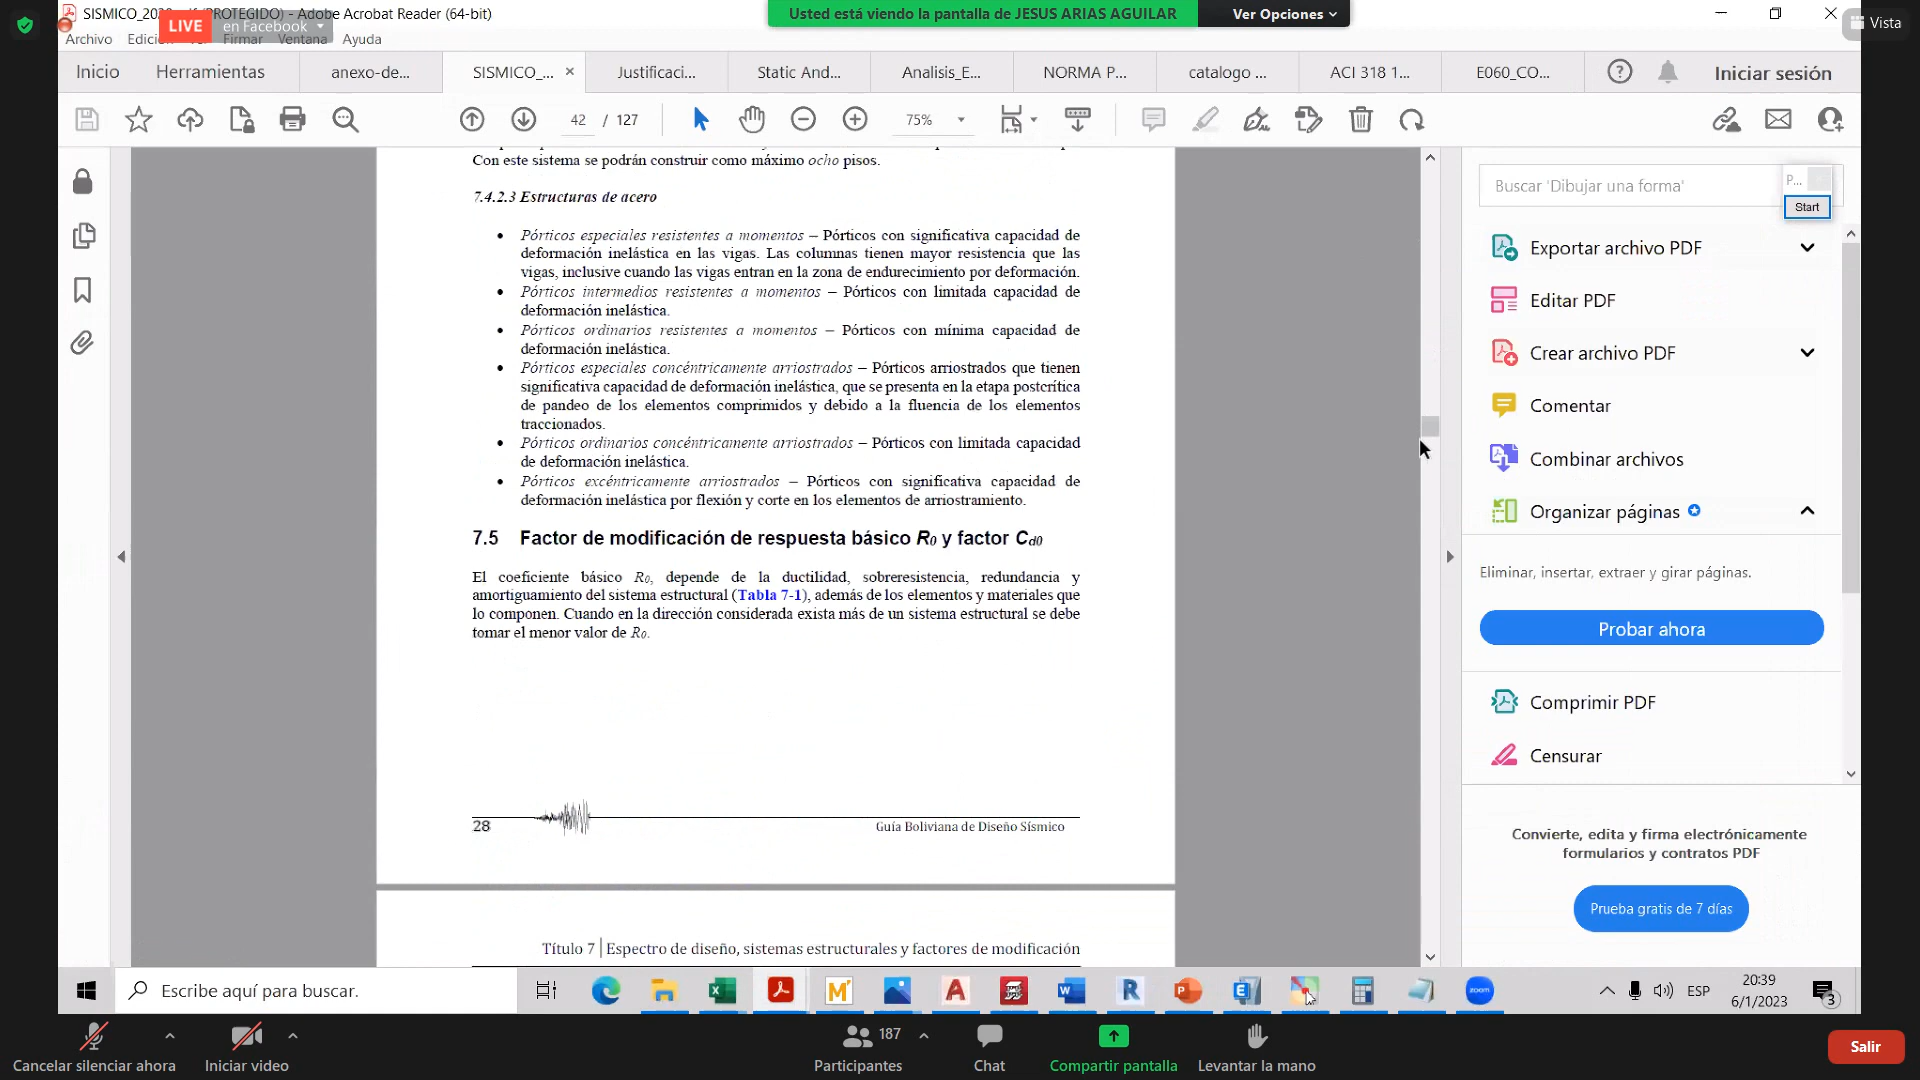 SISMICO_20
(PROTEGIDO) - Adobe Acrobat Reader (64-bit)
LIVE
en Facebook
Usted está viendo la pantalla de JESUS ARIAS AGUILAR
Ver Opciones
Vista
Archivo
Firmar
Ventana
Ayuda
Inicio
Herramientas
anexo-de...
SISMICO_...
Justificaci...
Static And...
Analisis_E...
NORMA P...
catalogo ...
ACI 318 1...
E060_CO...
Iniciar sesión
42 / 127
75%
Con este sistema se podrán construir como máximo ocho pisos.
7.4.2.3 Estructuras de acero
• Pórticos especiales resistentes a momentos – Pórticos con significativa capacidad de
deformación inelástica en las vigas. Las columnas tienen mayor resistencia que las
vigas, inclusive cuando las vigas entran en la zona de endurecimiento por deformación.
• Pórticos intermedios resistentes a momentos – Pórticos con limitada capacidad de
deformación inelástica.
• Pórticos ordinarios resistentes a momentos – Pórticos con mínima capacidad de
deformación inelástica.
• Pórticos especiales concéntricamente arriostrados – Pórticos arriostrados que tienen
significativa capacidad de deformación inelástica, que se presenta en la etapa postcrítica
de pandeo de los elementos comprimidos y debido a la fluencia de los elementos
traccionados.
• Pórticos ordinarios concéntricamente arriostrados – Pórticos con limitada capacidad
de deformación inelástica.
• Pórticos excéntricamente arriostrados – Pórticos con significativa capacidad de
deformación inelástica por flexión y corte en los elementos de arriostramiento.
7.5 Factor de modificación de respuesta básico R0 y factor Cd0
El coeficiente básico R0, depende de la ductilidad, sobreresistencia, redundancia y
amortiguamiento del sistema estructural (Tabla 7-1), además de los elementos y materiales que
lo componen. Cuando en la dirección considerada exista más de un sistema estructural se debe
tomar el menor valor de R0.
28
Guía Boliviana de Diseño Sísmico
Título 7 | Espectro de diseño, sistemas estructurales y factores de modificación
Buscar 'Dibujar una forma'
P...
Start
Exportar archivo PDF
Editar PDF
Crear archivo PDF
Comentar
Combinar archivos
Organizar páginas
Eliminar, insertar, extraer y girar páginas.
Probar ahora
Comprimir PDF
Censurar
Convierte, edita y firma electrónicamente
formularios y contratos PDF
Prueba gratis de 7 días
Escribe aquí para buscar.
zoom
ESP
20:39
6/1/2023
3
Cancelar silenciar ahora
Iniciar video
187
Participantes
Chat
Compartir pantalla
Levantar la mano
Salir